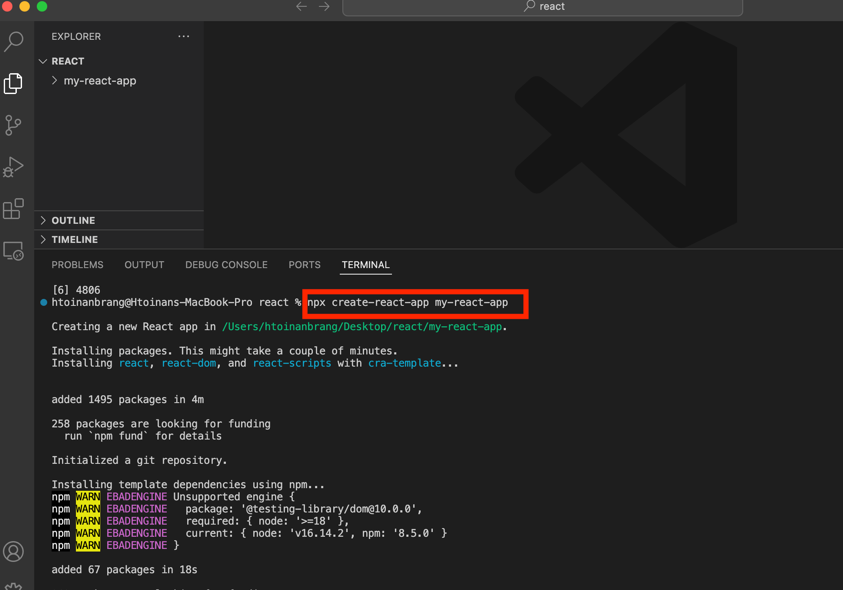 react
EXPLORER
REACT
my-react-app
OUTLINE
TIMELINE
PROBLEMS OUTPUT DEBUG CONSOLE PORTS TERMINAL
[6] 4806
htoinanbrang@Htoinans-MacBook-Pro react % npx create-react-app my-react-app
Creating a new React app in /Users/htoinanbrang/Desktop/react/my-react-app.
Installing packages. This might take a couple of minutes.
Installing react, react-dom, and react-scripts with cra-template...
added 1495 packages in 4m
258 packages are looking for funding
run `npm fund` for details
Initialized a git repository.
Installing template dependencies using npm...
npm WARN EBADENGINE Unsupported engine {
npm WARN EBADENGINE package: '@testing-library/dom@10.0.0',
npm WARN EBADENGINE required: { node: '>=18' },
npm WARN EBADENGINE current: { node: 'v16.14.2', npm: '8.5.0' }
npm WARN EBADENGINE }
added 67 packages in 18s